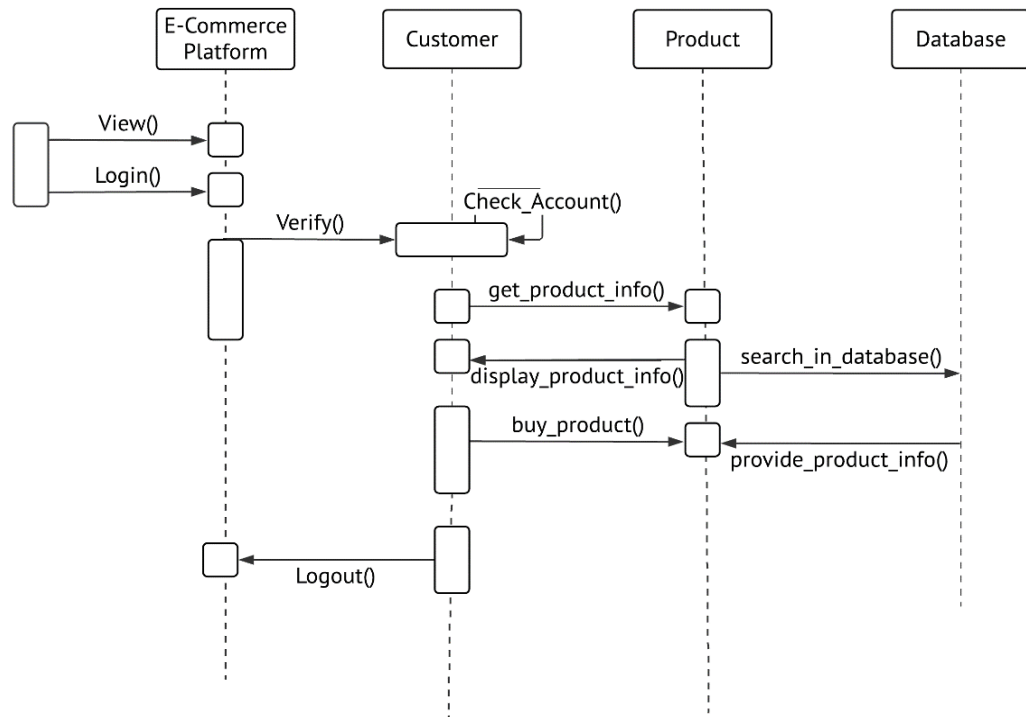 E-Commerce
Platform
Customer
Product
Database
View()
Login()
Check_Account()
Verify()
get_product_info()
search_in_database()
display_product_info()
buy_product()
provide_product_info()
Logout()